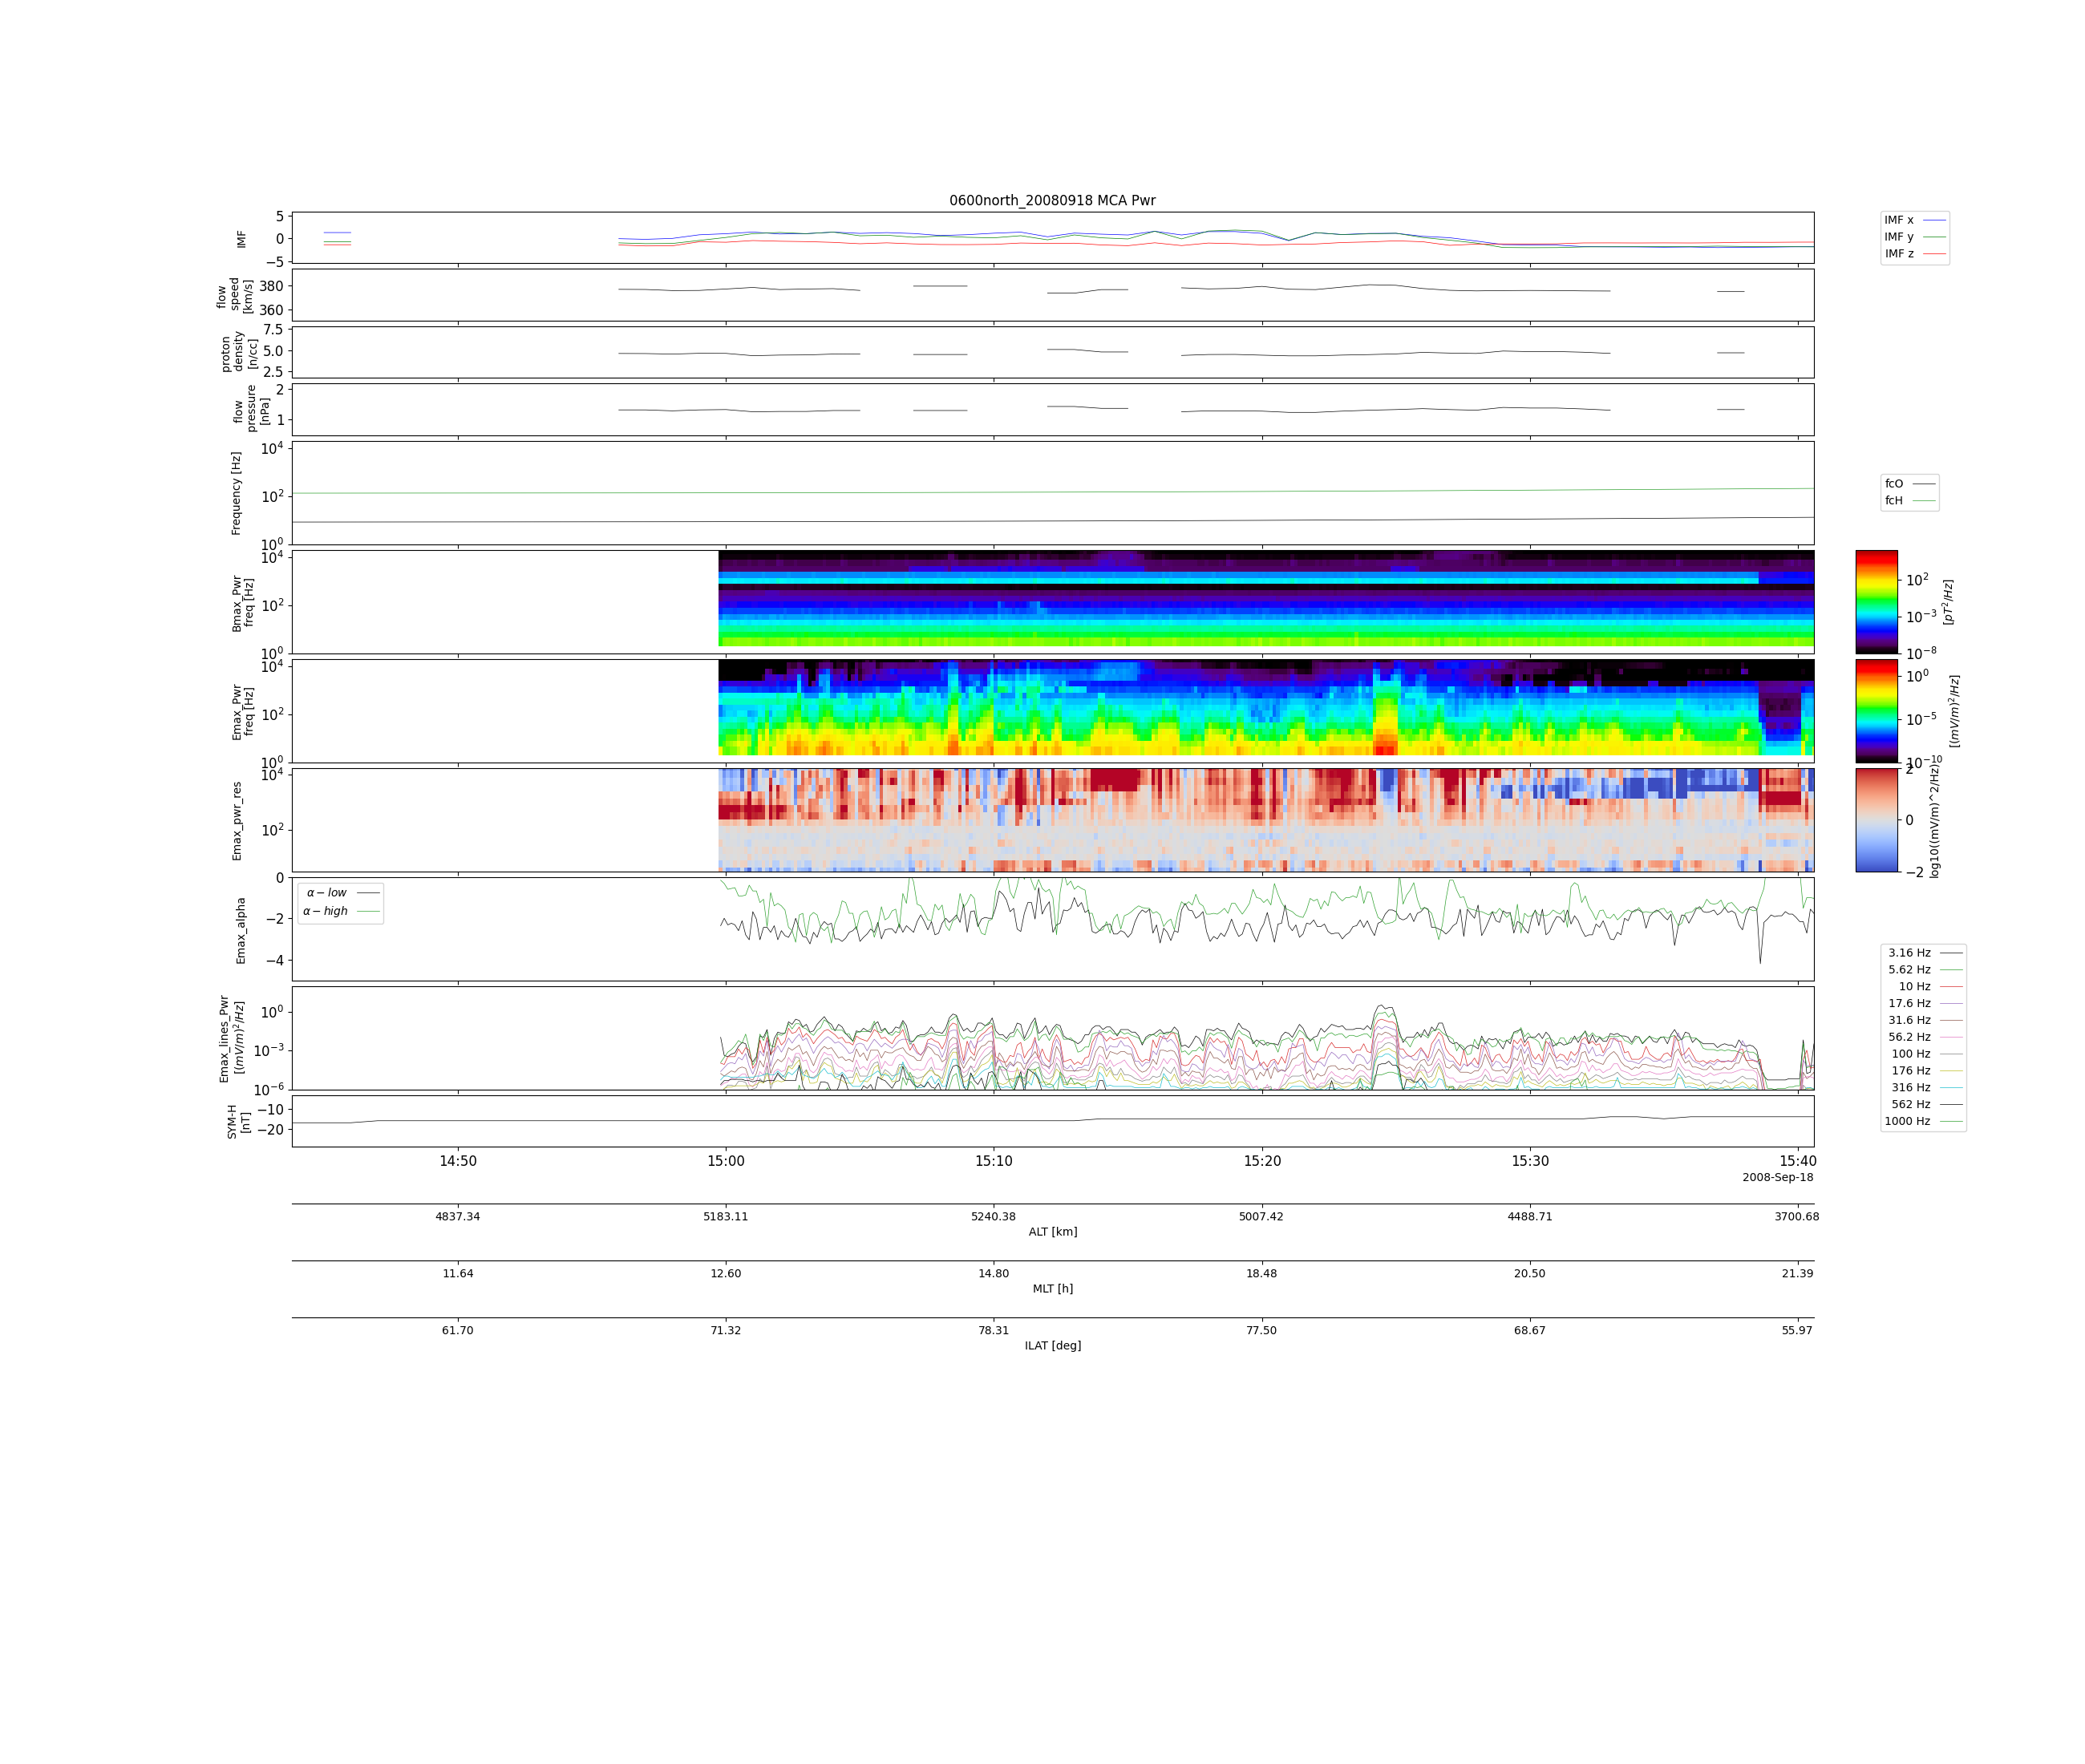 0600north_20080918 MCA Pwr
IMF
5
0
−5
IMF x
IMF y
IMF z
flow
speed
[km/s]
380
360
proton
density
[n/cc]
7.5
5.0
2.5
flow
pressure
[nPa]
2
1
Frequency [Hz]
10^4
10^2
10^0
fcO
fcH
Bmax_Pwr
freq [Hz]
10^4
10^2
10^0
10^2
10^−3
10^−8
[pT^2/Hz]
Emax_Pwr
freq [Hz]
10^4
10^2
10^0
10^0
10^−5
10^−10
[(mV/m)^2/Hz]
Emax_pwr_res
10^4
10^2
2
0
−2
log10((mV/m)^2/Hz)
Emax_alpha
0
−2
−4
α − low
α − high
Emax_lines_Pwr
[(mV/m)^2/Hz]
10^0
10^−3
10^−6
3.16 Hz
5.62 Hz
10 Hz
17.6 Hz
31.6 Hz
56.2 Hz
100 Hz
176 Hz
316 Hz
562 Hz
1000 Hz
SYM-H
[nT]
−10
−20
14:50 15:00 15:10 15:20 15:30 15:40
2008-Sep-18
4837.34 5183.11 5240.38 5007.42 4488.71 3700.68
ALT [km]
11.64 12.60 14.80 18.48 20.50 21.39
MLT [h]
61.70 71.32 78.31 77.50 68.67 55.97
ILAT [deg]